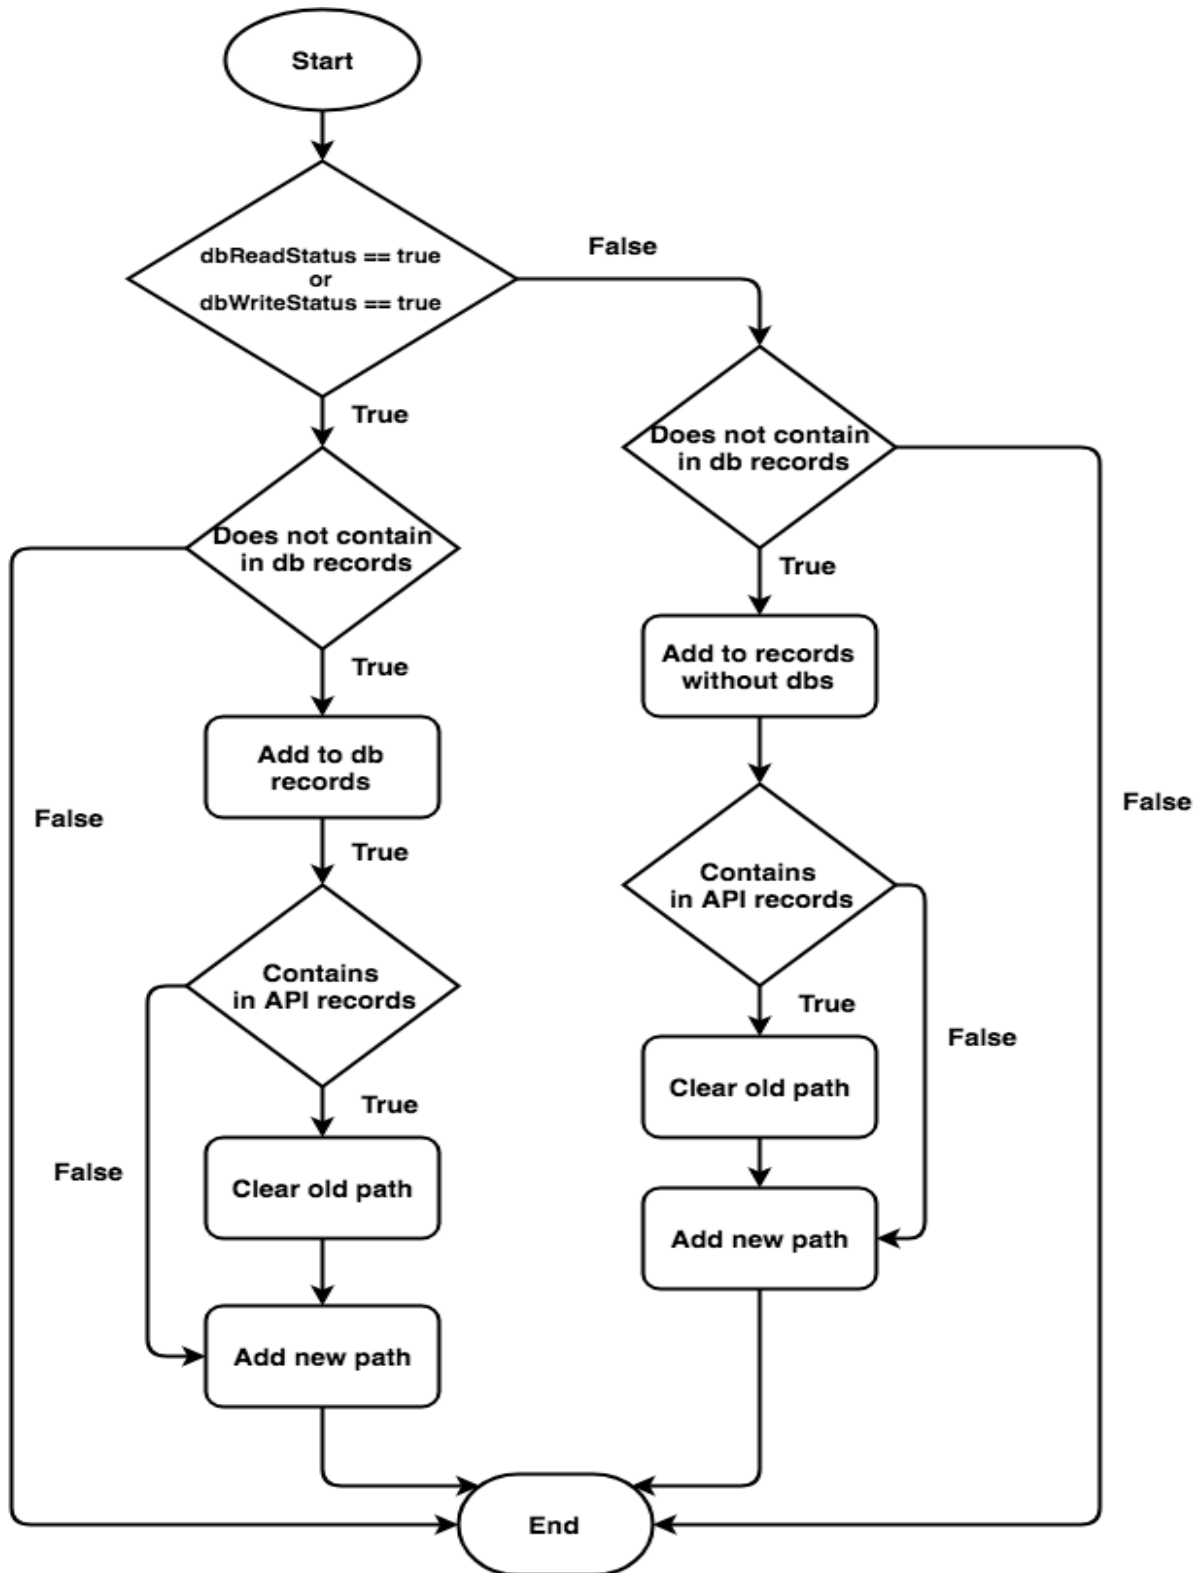 Start
dbReadStatus == true
or
dbWriteStatus == true
False
True
Does not contain
in db records
Does not contain
in db records
True
True
Add to records
without dbs
Add to db
records
False
False
True
Contains
in API records
Contains
in API records
True
False
Clear old path
True
False
Clear old path
Add new path
Add new path
End